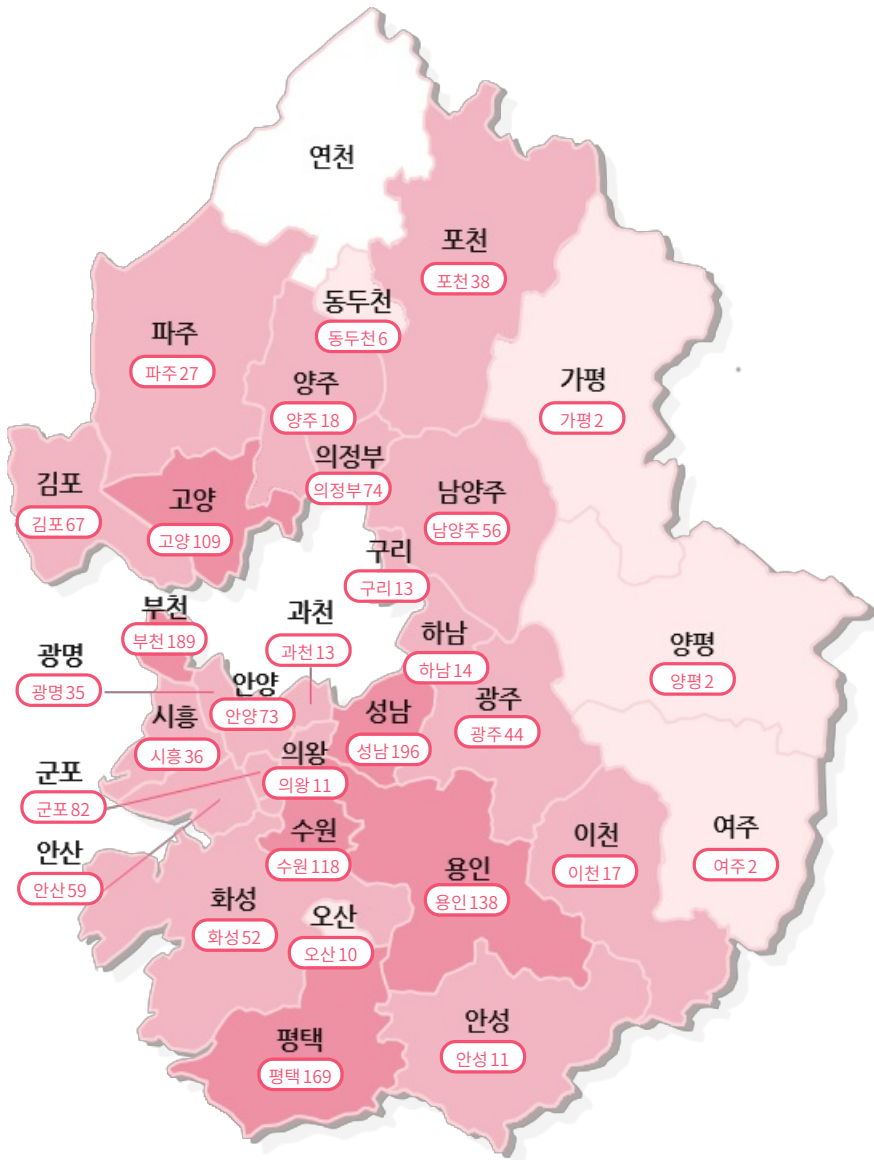 연천
포천
포천38
동두천
동두천6
파주
파주27
양주
양주18
가평
가평2
의정부
의정부74
김포
김포67
고양
고양109
남양주
남양주56
구리
구리13
부천
부천189
과천
과천13
하남
하남14
양평
양평2
광명
광명35
안양
안양73
시흥
시흥36
성남
성남196
광주
광주44
의왕
의왕11
군포
군포82
수원
수원118
이천
이천17
여주
여주2
안산
안산59
용인
용인138
화성
화성52
오산
오산10
안성
안성11
평택
평택169